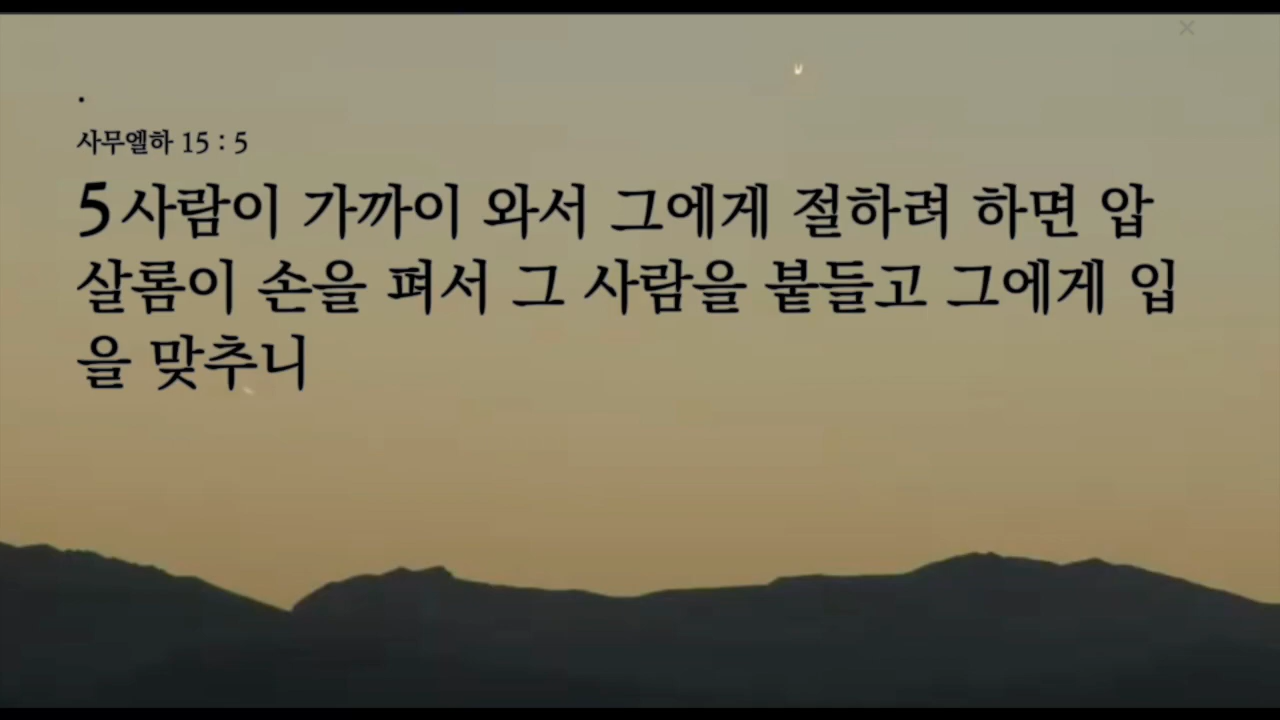 사무엘하 15 : 5
5 사람이 가까이 와서 그에게 절하려 하면 압
살롬이 손을 펴서 그 사람을 붙들고 그에게 입
을 맞추니